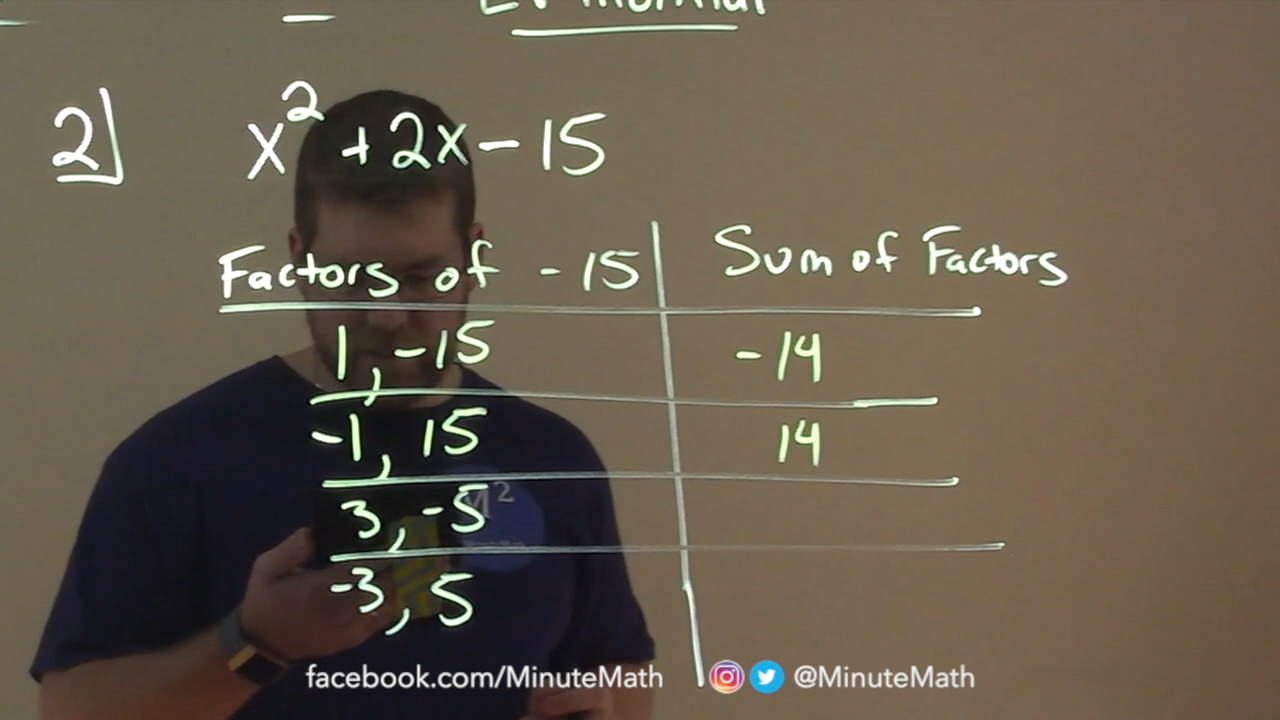 2] x² + 2x - 15
Factors of -15 | Sum of Factors
1, -15 | -14
-1, 15 | 14
3, -5
-3, 5
M²
facebook.com/MinuteMath @MinuteMath